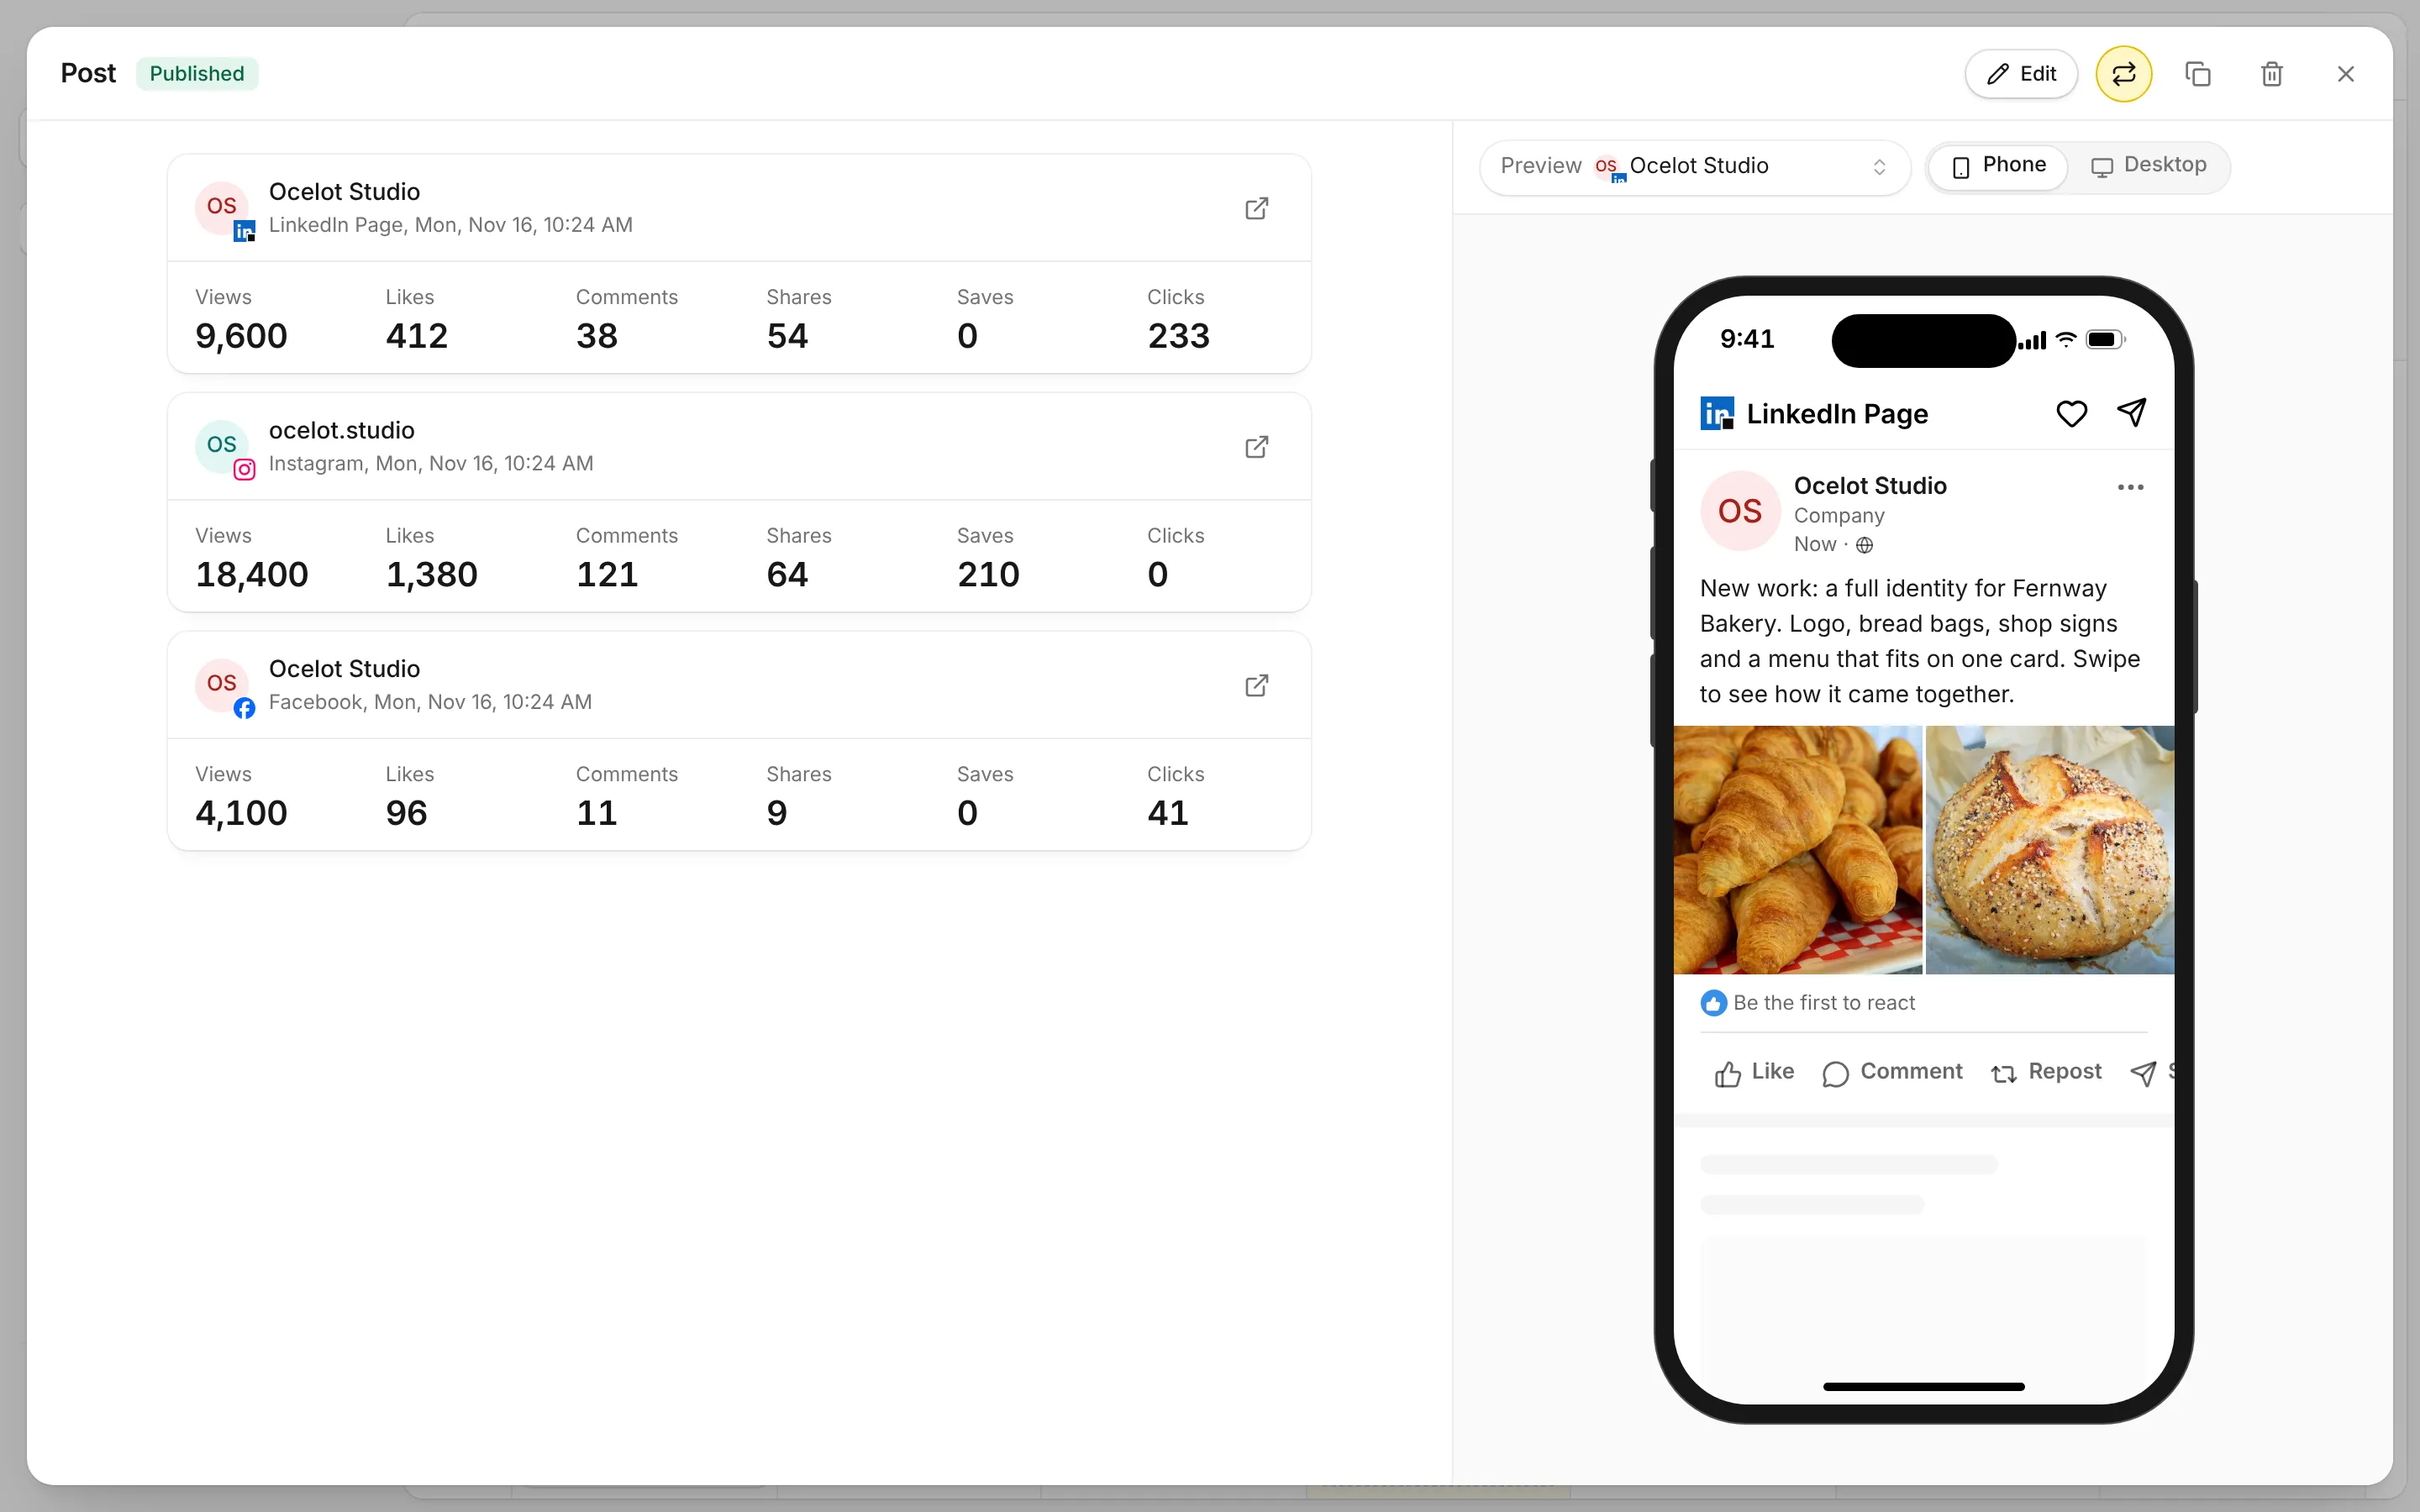 Post
Published
Edit
OS
Ocelot Studio
LinkedIn Page, Mon, Nov 16, 10:24 AM
Views Likes Comments Shares Saves Clicks
9,600 412 38 54 0 233
OS
ocelot.studio
Instagram, Mon, Nov 16, 10:24 AM
Views Likes Comments Shares Saves Clicks
18,400 1,380 121 64 210 0
OS
Ocelot Studio
Facebook, Mon, Nov 16, 10:24 AM
Views Likes Comments Shares Saves Clicks
4,100 96 11 9 0 41
Preview OS Ocelot Studio
Phone
Desktop
9:41
in LinkedIn Page
OS
Ocelot Studio
Company
Now ·
New work: a full identity for Fernway
Bakery. Logo, bread bags, shop signs
and a menu that fits on one card. Swipe
to see how it came together.
Be the first to react
Like Comment Repost